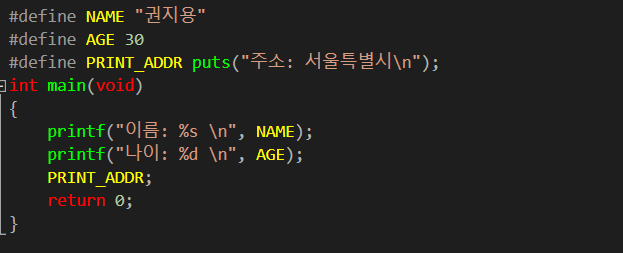 #define NAME "권지용"
#define AGE 30
#define PRINT_ADDR puts("주소: 서울특별시\n");
int main(void)
{
    printf("이름: %s \n", NAME);
    printf("나이: %d \n", AGE);
    PRINT_ADDR;
    return 0;
}